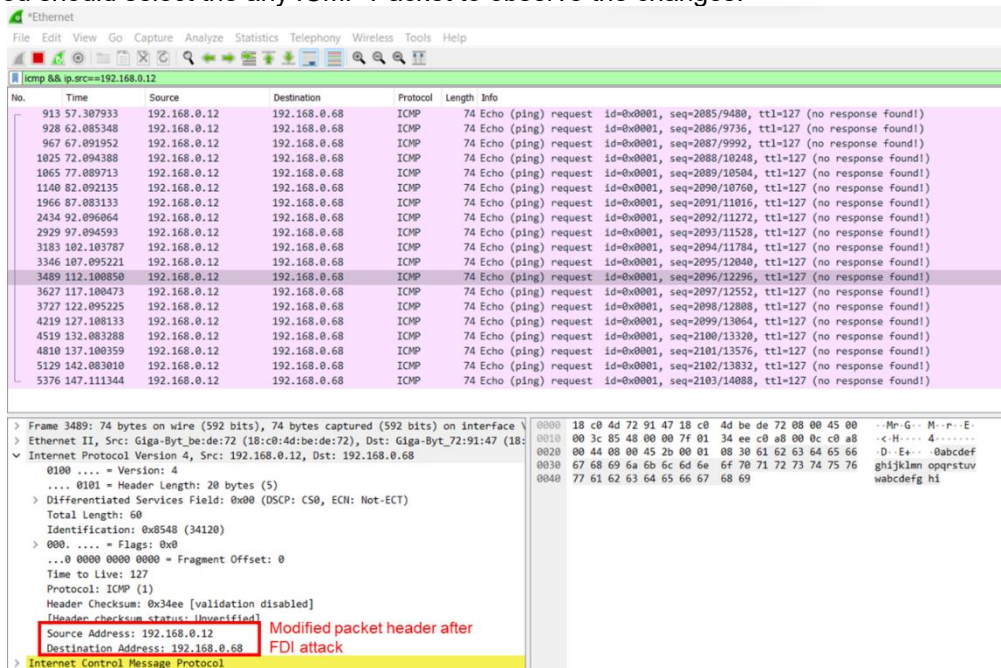 *Ethernet
File Edit View Go Capture Analyze Statistics Telephony Wireless Tools Help
icmp && ip.src==192.168.0.12
No. Time Source Destination Protocol Length Info
913 57.307933 192.168.0.12 192.168.0.68 ICMP 74 Echo (ping) request id=0x0001, seq=2085/9480, ttl=127 (no response found!)
928 62.085348 192.168.0.12 192.168.0.68 ICMP 74 Echo (ping) request id=0x0001, seq=2086/9736, ttl=127 (no response found!)
967 67.091952 192.168.0.12 192.168.0.68 ICMP 74 Echo (ping) request id=0x0001, seq=2087/9992, ttl=127 (no response found!)
1025 72.094388 192.168.0.12 192.168.0.68 ICMP 74 Echo (ping) request id=0x0001, seq=2088/10248, ttl=127 (no response found!)
1065 77.089713 192.168.0.12 192.168.0.68 ICMP 74 Echo (ping) request id=0x0001, seq=2089/10504, ttl=127 (no response found!)
1140 82.092135 192.168.0.12 192.168.0.68 ICMP 74 Echo (ping) request id=0x0001, seq=2090/10760, ttl=127 (no response found!)
1966 87.083133 192.168.0.12 192.168.0.68 ICMP 74 Echo (ping) request id=0x0001, seq=2091/11016, ttl=127 (no response found!)
2434 92.096064 192.168.0.12 192.168.0.68 ICMP 74 Echo (ping) request id=0x0001, seq=2092/11272, ttl=127 (no response found!)
2929 97.094593 192.168.0.12 192.168.0.68 ICMP 74 Echo (ping) request id=0x0001, seq=2093/11528, ttl=127 (no response found!)
3183 102.103787 192.168.0.12 192.168.0.68 ICMP 74 Echo (ping) request id=0x0001, seq=2094/11784, ttl=127 (no response found!)
3346 107.095221 192.168.0.12 192.168.0.68 ICMP 74 Echo (ping) request id=0x0001, seq=2095/12040, ttl=127 (no response found!)
3489 112.100850 192.168.0.12 192.168.0.68 ICMP 74 Echo (ping) request id=0x0001, seq=2096/12296, ttl=127 (no response found!)
3627 117.100473 192.168.0.12 192.168.0.68 ICMP 74 Echo (ping) request id=0x0001, seq=2097/12552, ttl=127 (no response found!)
3727 122.095225 192.168.0.12 192.168.0.68 ICMP 74 Echo (ping) request id=0x0001, seq=2098/12808, ttl=127 (no response found!)
4219 127.108133 192.168.0.12 192.168.0.68 ICMP 74 Echo (ping) request id=0x0001, seq=2099/13064, ttl=127 (no response found!)
4519 132.083288 192.168.0.12 192.168.0.68 ICMP 74 Echo (ping) request id=0x0001, seq=2100/13320, ttl=127 (no response found!)
4810 137.100359 192.168.0.12 192.168.0.68 ICMP 74 Echo (ping) request id=0x0001, seq=2101/13576, ttl=127 (no response found!)
5129 142.083010 192.168.0.12 192.168.0.68 ICMP 74 Echo (ping) request id=0x0001, seq=2102/13832, ttl=127 (no response found!)
5376 147.111344 192.168.0.12 192.168.0.68 ICMP 74 Echo (ping) request id=0x0001, seq=2103/14088, ttl=127 (no response found!)
> Frame 3489: 74 bytes on wire (592 bits), 74 bytes captured (592 bits) on interface \
> Ethernet II, Src: Giga-Byt_be:de:72 (18:c0:4d:be:de:72), Dst: Giga-Byt_72:91:47 (18:
Internet Protocol Version 4, Src: 192.168.0.12, Dst: 192.168.0.68
0100 .... = Version: 4
.... 0101 = Header Length: 20 bytes (5)
> Differentiated Services Field: 0x00 (DSCP: CS0, ECN: Not-ECT)
Total Length: 60
Identification: 0x8548 (34120)
> 000. .... = Flags: 0x0
...0 0000 0000 0000 = Fragment Offset: 0
Time to Live: 127
Protocol: ICMP (1)
Header Checksum: 0x34ee [validation disabled]
[Header checksum status: Unverified]
Source Address: 192.168.0.12
Destination Address: 192.168.0.68
Modified packet header after
FDI attack
> Internet Control Message Protocol
0000 18 c0 4d 72 91 47 18 c0 4d be de 72 08 00 45 00 ··Mr·G·· M··r··E·
0010 00 3c 85 48 00 00 7f 01 34 ee c0 a8 00 0c c0 a8 ·<·H···· 4·······
0020 00 44 08 00 45 2b 00 01 08 30 61 62 63 64 65 66 ·D··E+·· ·0abcdef
0030 67 68 69 6a 6b 6c 6d 6e 6f 70 71 72 73 74 75 76 ghijklmn opqrstuv
0040 77 61 62 63 64 65 66 67 68 69 wabcdefg hi